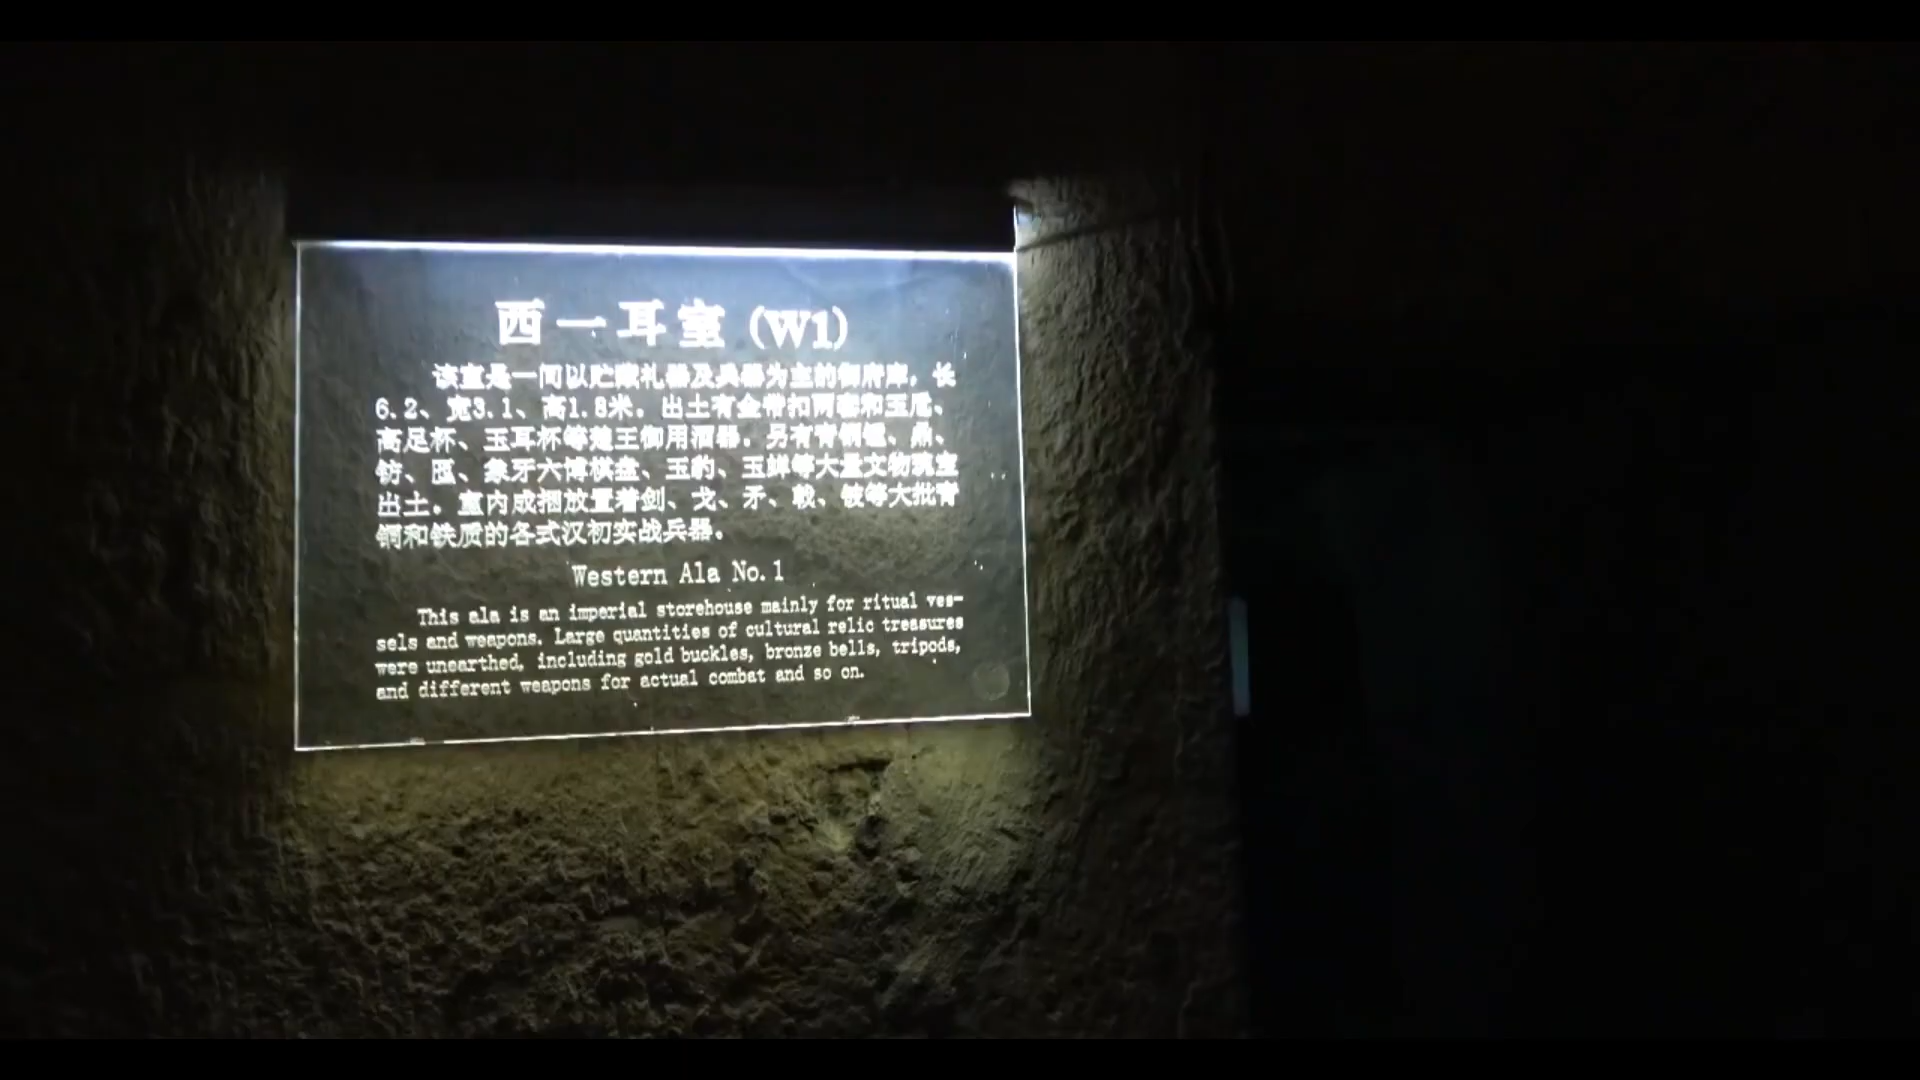 西一耳室 (W1)
该室是一间以贮藏礼器及兵器为主的御府库，长
6.2、宽3.1、高1.8米。出土有金带扣两套和玉卮、
高足杯、玉耳杯等楚王御用酒器。另有青铜锺、鼎、
钫、匜、象牙六博棋盘、玉豹、玉蝉等大量文物瑰宝
出土。室内成捆放置着剑、戈、矛、戟、铍等大批青
铜和铁质的各式汉初实战兵器。
Western Ala No.1
This ala is an imperial storehouse mainly for ritual ves-
sels and weapons. Large quantities of cultural relic treasures
were unearthed, including gold buckles, bronze bells, tripods,
and different weapons for actual combat and so on.